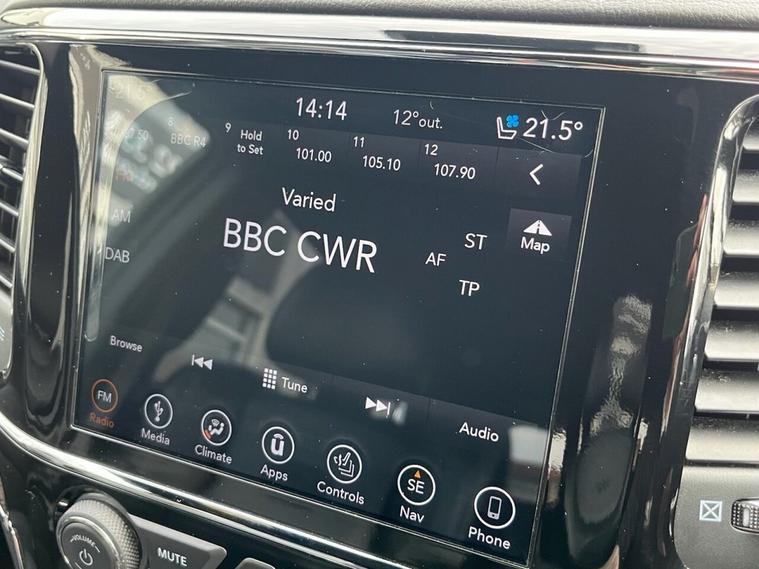 14:14 12°out. 21.5°
8 BBC R4
9 Hold to Set
10 101.00
11 105.10
12 107.90
Varied
BBC CWR
AF
ST
TP
Map
AM
DAB
Browse
Tune
Audio
FM Radio
Media
Climate
Apps
Controls
SE Nav
Phone
VOLUME
MUTE